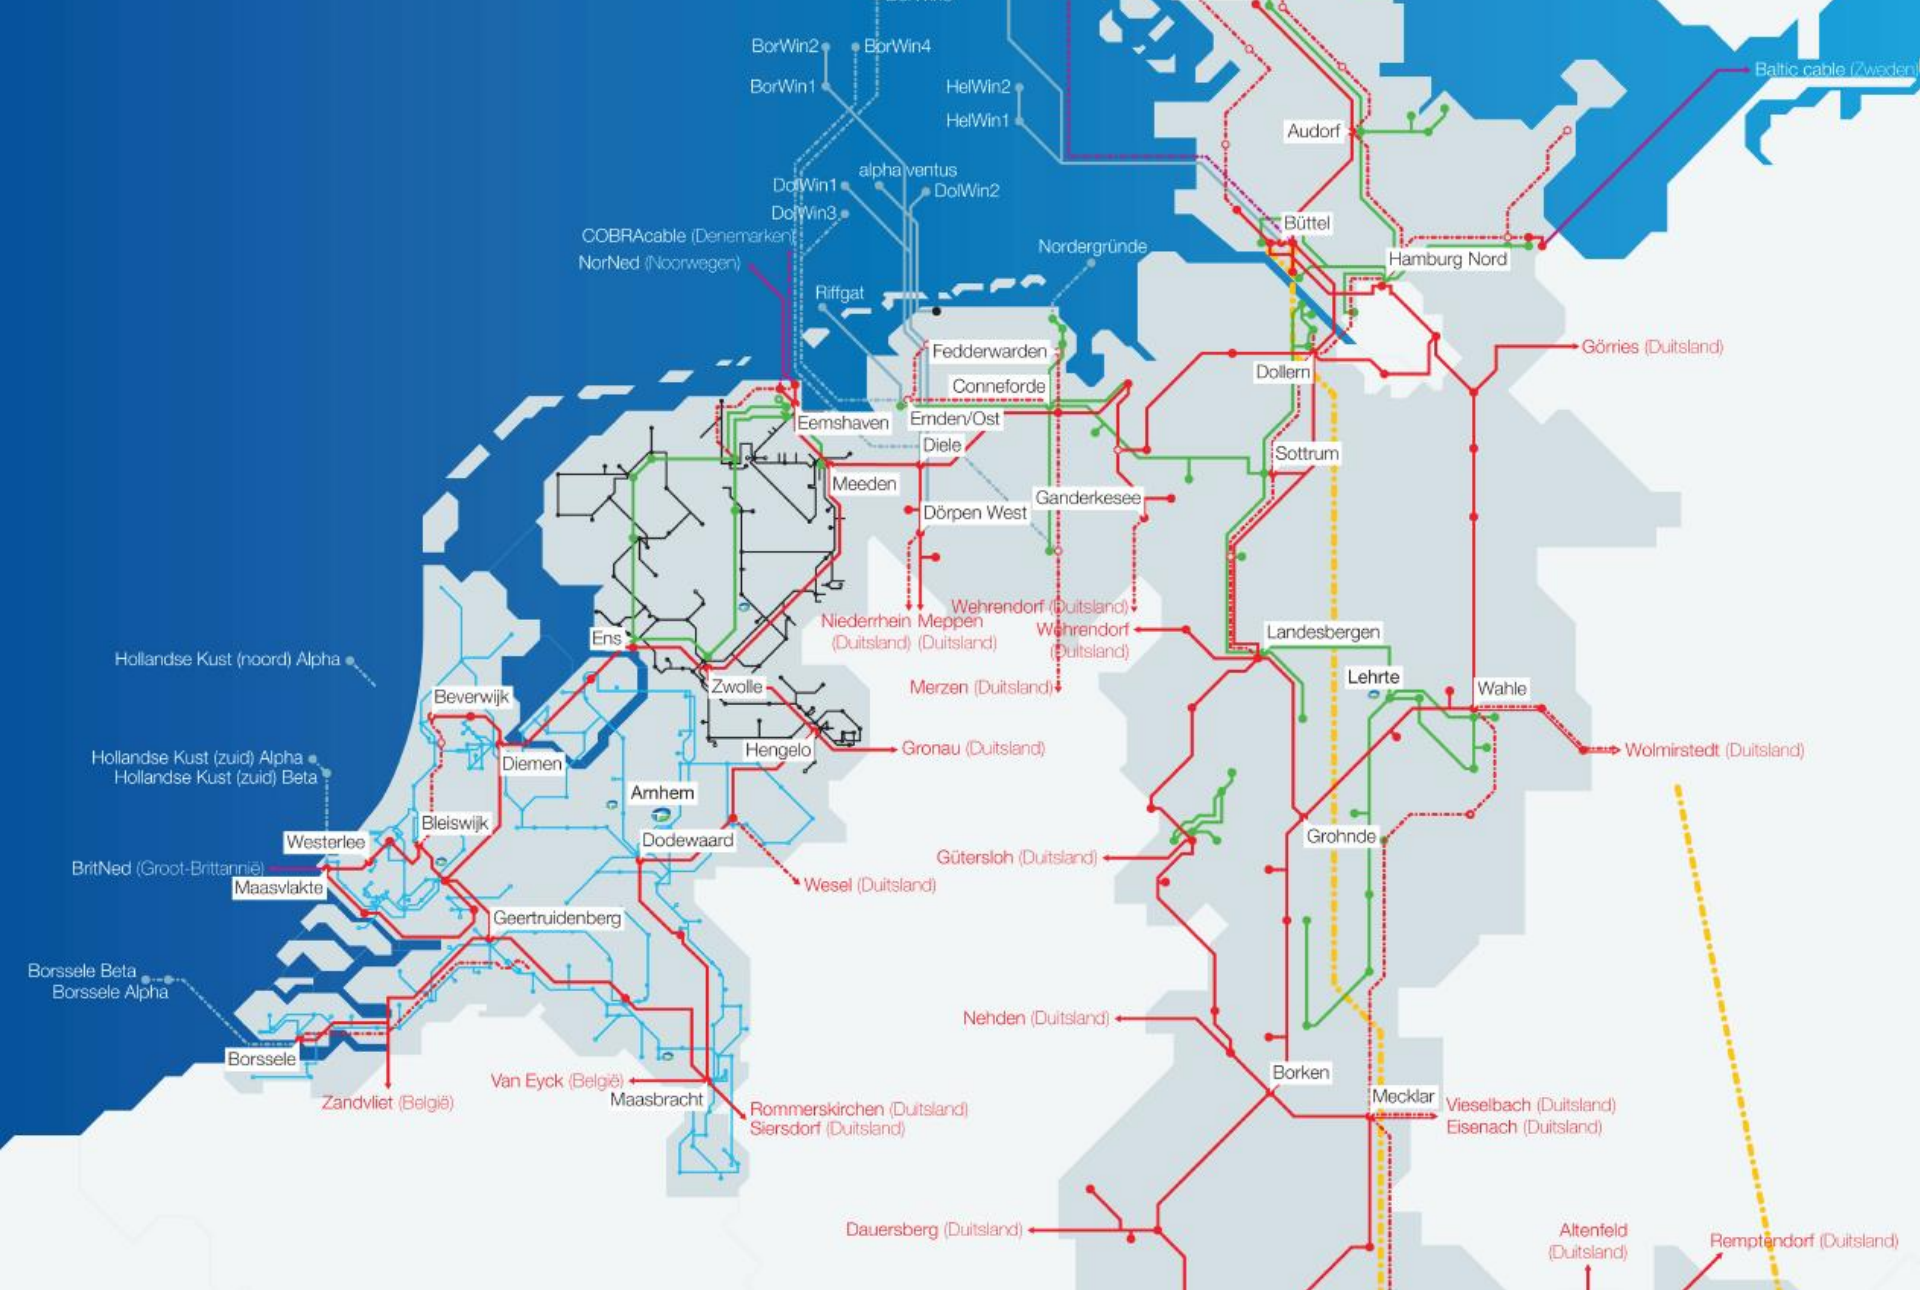 BorWin2
BorWin4
BorWin1
HelWin2
HelWin1
Baltic cable (Zweden)
Audorf
alpha ventus
DolWin1
DolWin2
DolWin3
Büttel
COBRAcable (Denemarken)
Nordergründe
NorNed (Noorwegen)
Hamburg Nord
Riffgat
Fedderwarden
Görries (Duitsland)
Dollern
Conneforde
Eemshaven
Emden/Ost
Diele
Sottrum
Meeden
Ganderkesee
Dörpen West
Niederrhein Meppen
(Duitsland) (Duitsland)
Wehrendorf (Duitsland)
Wehrendorf
(Duitsland)
Landesbergen
Ens
Hollandse Kust (noord) Alpha
Lehrte
Zwolle
Merzen (Duitsland)
Wahle
Beverwijk
Hengelo
Gronau (Duitsland)
Wolmirstedt (Duitsland)
Hollandse Kust (zuid) Alpha
Hollandse Kust (zuid) Beta
Diemen
Arnhem
Bleiswijk
Westerlee
Dodewaard
Grohnde
BritNed (Groot-Brittannië)
Maasvlakte
Gütersloh (Duitsland)
Wesel (Duitsland)
Geertruidenberg
Borssele Beta
Borssele Alpha
Nehden (Duitsland)
Borssele
Borken
Van Eyck (België)
Maasbracht
Zandvliet (België)
Mecklar
Rommerskirchen (Duitsland)
Siersdorf (Duitsland)
Vieselbach (Duitsland)
Eisenach (Duitsland)
Dauersberg (Duitsland)
Altenfeld
(Duitsland)
Remptendorf (Duitsland)